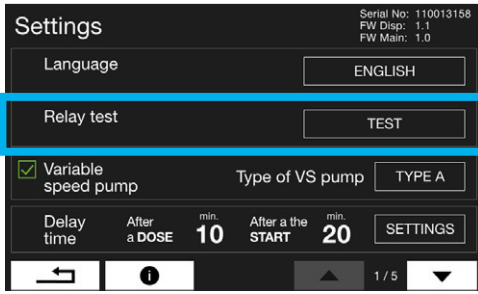 Settings
Serial No: 110013158
FW Disp: 1.1
FW Main: 1.0
Language
ENGLISH
Relay test
TEST
Variable
speed pump
Type of VS pump
TYPE A
Delay
time
After
a DOSE
min.
10
After a the
START
min.
20
SETTINGS
i
1 / 5